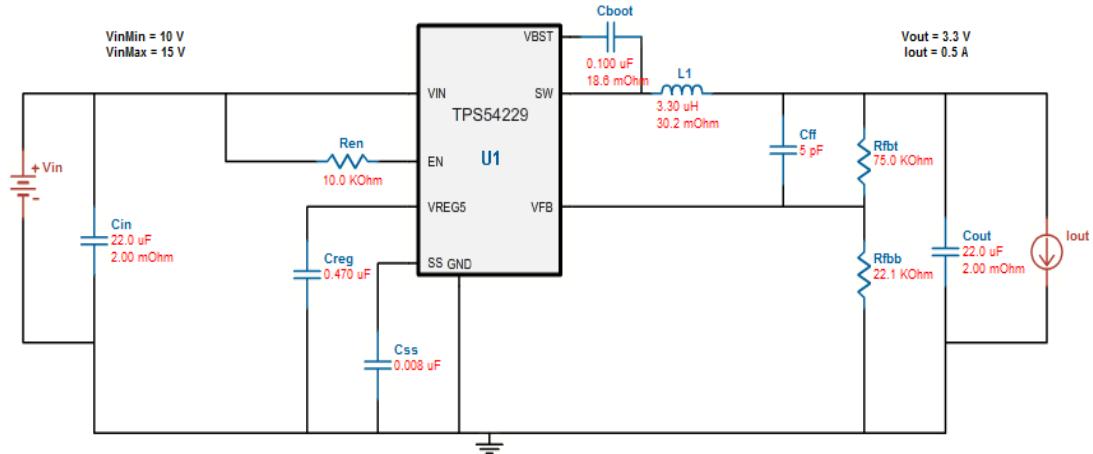 VinMin = 10 V
VinMax = 15 V
Cboot
0.100 uF
18.6 mOhm
Vout = 3.3 V
Iout = 0.5 A
VBST
L1
3.30 uH
30.2 mOhm
VIN
SW
TPS54229
U1
Ren
10.0 KOhm
EN
Cff
5 pF
Rfbt
75.0 KOhm
+ Vin
-
VREG5
VFB
Cin
22.0 uF
2.00 mOhm
Creg
0.470 uF
SS
GND
Rfbb
22.1 KOhm
Cout
22.0 uF
2.00 mOhm
Iout
Css
0.008 uF